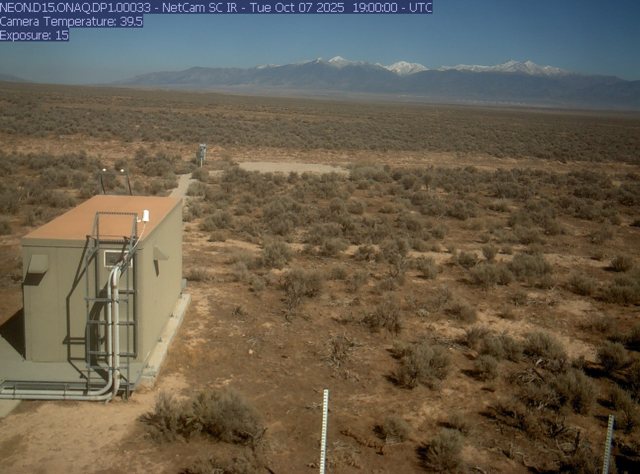 NEON.D15.ONAQ.DP1.00033 - NetCam SC IR - Tue Oct 07 2025 19:00:00 - UTC
Camera Temperature: 39.5
Exposure: 15